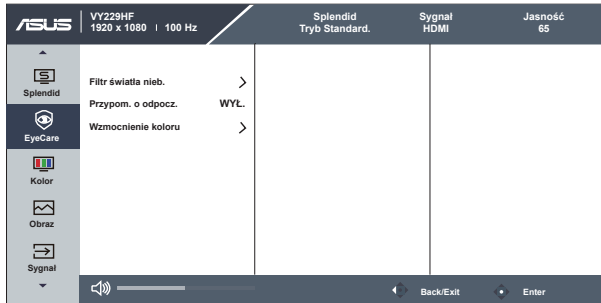 ASUS
VY229HF
1920 x 1080 | 100 Hz
Splendid
Tryb Standard.
Sygnał
HDMI
Jasność
65
Splendid
EyeCare
Kolor
Obraz
Sygnał
Filtr światla nieb.
Przypom. o odpocz. WYŁ.
Wzmocnienie koloru
Back/Exit
Enter